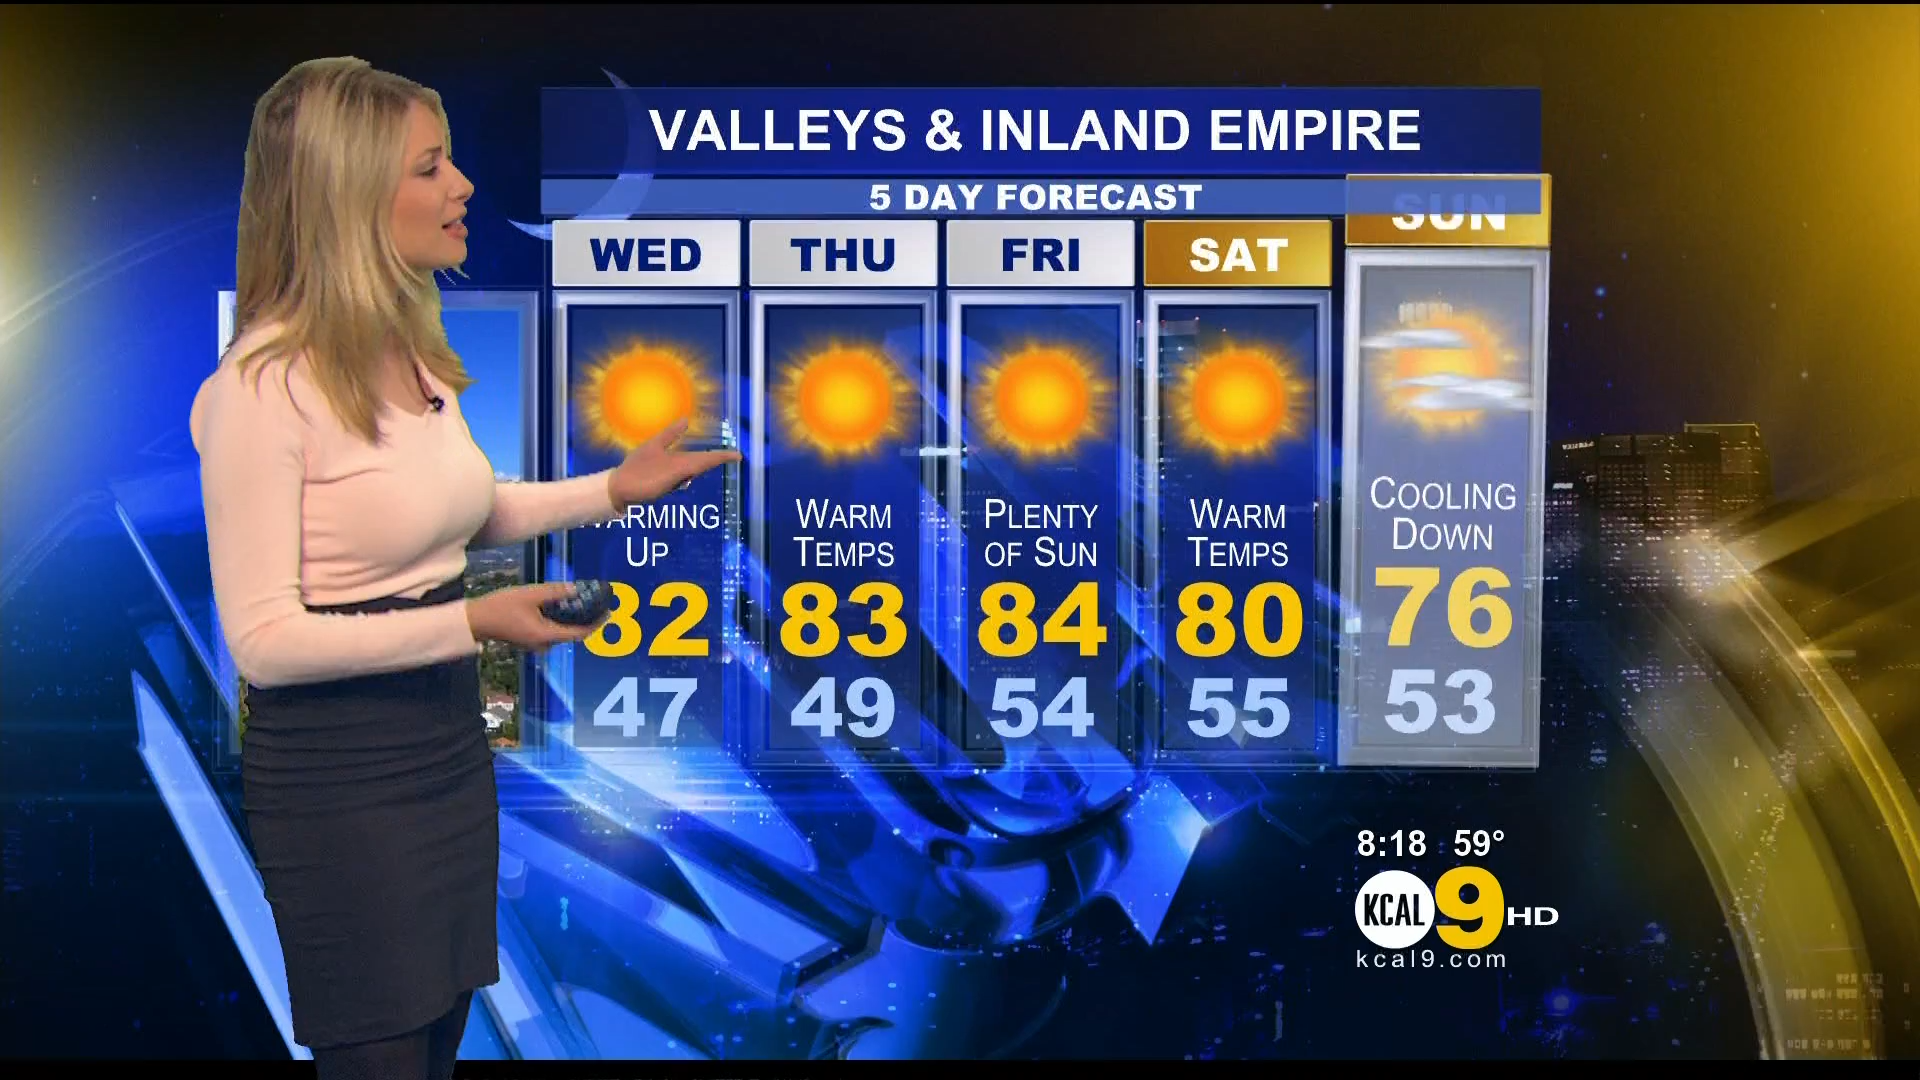 VALLEYS & INLAND EMPIRE
5 DAY FORECAST
WED THU FRI SAT SUN
ARMING UP
WARM TEMPS
PLENTY OF SUN
WARM TEMPS
COOLING DOWN
82 83 84 80 76
47 49 54 55 53
8:18 59°
KCAL 9 HD
kcal9.com